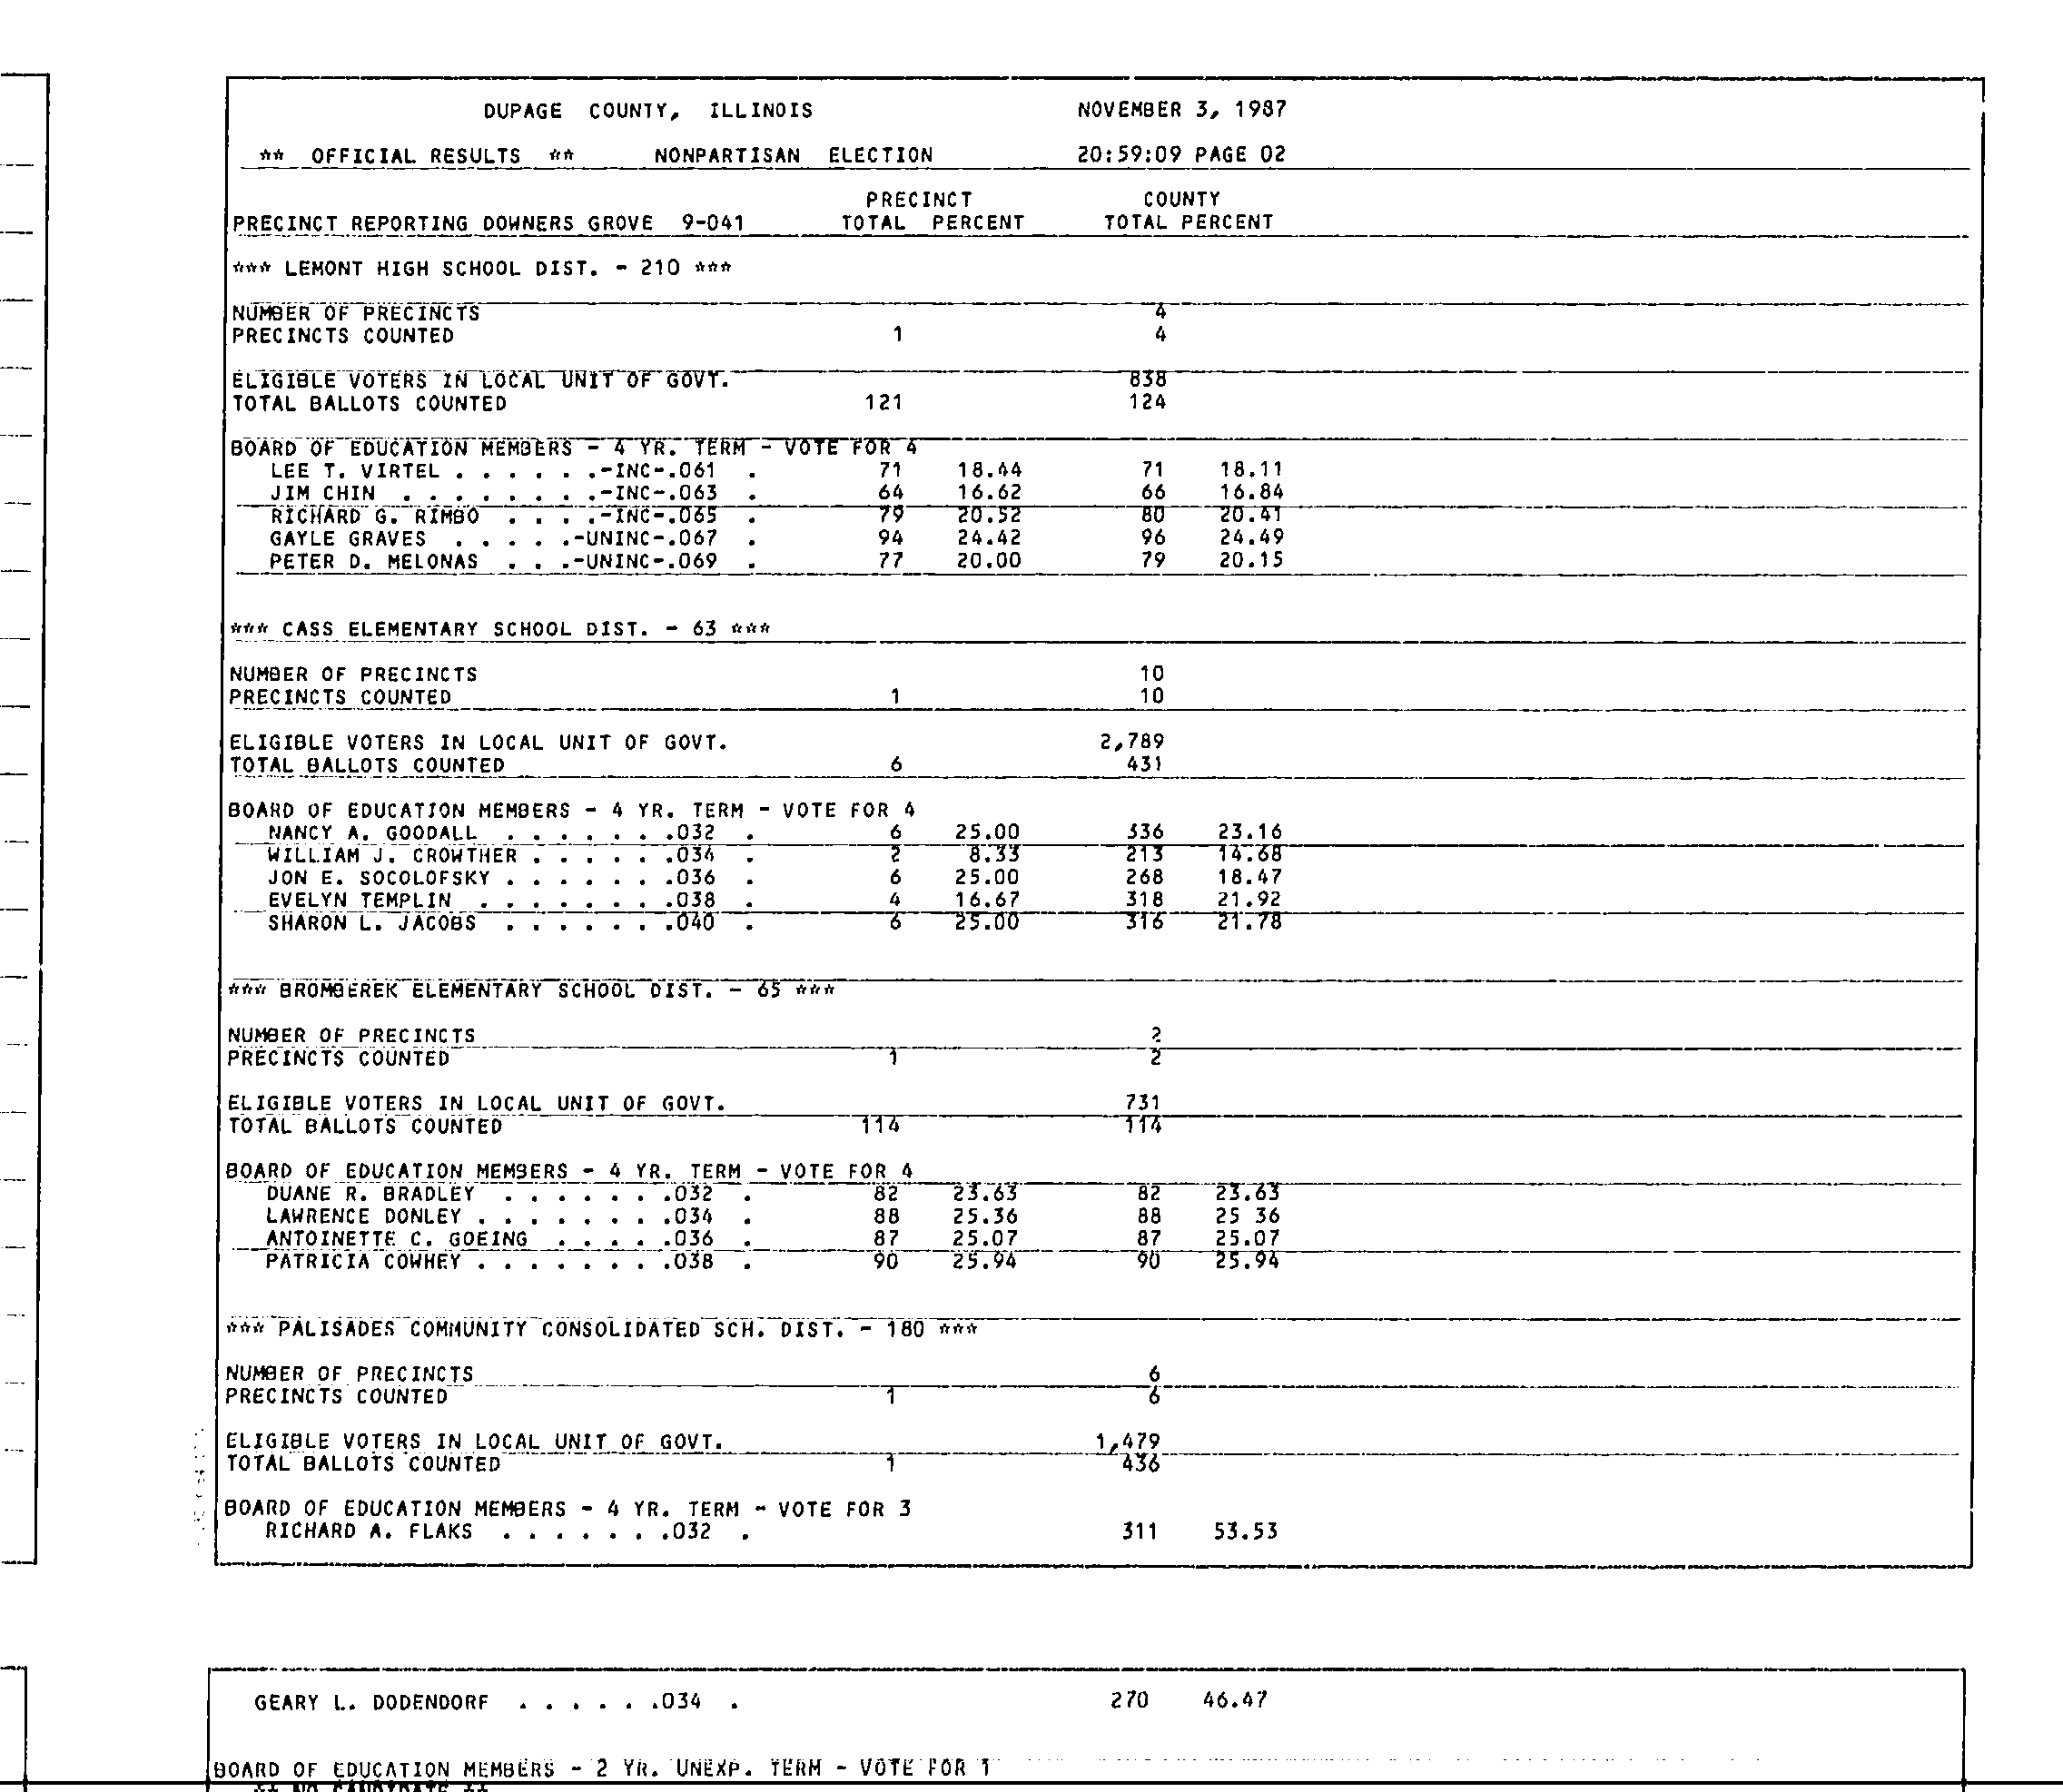 DUPAGE COUNTY, ILLINOIS NOVEMBER 3, 1987
** OFFICIAL RESULTS ** NONPARTISAN ELECTION 20:59:09 PAGE 02
PRECINCT COUNTY
PRECINCT REPORTING DOWNERS GROVE 9-041 TOTAL PERCENT TOTAL PERCENT
*** LEMONT HIGH SCHOOL DIST. - 210 ***
NUMBER OF PRECINCTS 4
PRECINCTS COUNTED 1 4
ELIGIBLE VOTERS IN LOCAL UNIT OF GOVT. 838
TOTAL BALLOTS COUNTED 121 124
BOARD OF EDUCATION MEMBERS - 4 YR. TERM - VOTE FOR 4
LEE T. VIRTEL . . . . . .-INC-.061 . 71 18.44 71 18.11
JIM CHIN . . . . . . . .-INC-.063 . 64 16.62 66 16.84
RICHARD G. RIMBO . . . .-INC-.065 . 79 20.52 80 20.41
GAYLE GRAVES . . . . .-UNINC-.067 . 94 24.42 96 24.49
PETER D. MELONAS . . .-UNINC-.069 . 77 20.00 79 20.15
*** CASS ELEMENTARY SCHOOL DIST. - 63 ***
NUMBER OF PRECINCTS 10
PRECINCTS COUNTED 1 10
ELIGIBLE VOTERS IN LOCAL UNIT OF GOVT. 2,789
TOTAL BALLOTS COUNTED 6 431
BOARD OF EDUCATION MEMBERS - 4 YR. TERM - VOTE FOR 4
NANCY A. GOODALL . . . . . . .032 . 6 25.00 336 23.16
WILLIAM J. CROWTHER . . . . . .034 . 2 8.33 213 14.68
JON E. SOCOLOFSKY . . . . . . .036 . 6 25.00 268 18.47
EVELYN TEMPLIN . . . . . . . .038 . 4 16.67 318 21.92
SHARON L. JACOBS . . . . . . .040 . 6 25.00 316 21.78
*** BROMBEREK ELEMENTARY SCHOOL DIST. - 65 ***
NUMBER OF PRECINCTS 2
PRECINCTS COUNTED 1 2
ELIGIBLE VOTERS IN LOCAL UNIT OF GOVT. 731
TOTAL BALLOTS COUNTED 114 114
BOARD OF EDUCATION MEMBERS - 4 YR. TERM - VOTE FOR 4
DUANE R. BRADLEY . . . . . . .032 . 82 23.63 82 23.63
LAWRENCE DONLEY . . . . . . . .034 . 88 25.36 88 25 36
ANTOINETTE C. GOEING . . . . .036 . 87 25.07 87 25.07
PATRICIA COWHEY . . . . . . . .038 . 90 25.94 90 25.94
*** PALISADES COMMUNITY CONSOLIDATED SCH. DIST. - 180 ***
NUMBER OF PRECINCTS 6
PRECINCTS COUNTED 1 6
ELIGIBLE VOTERS IN LOCAL UNIT OF GOVT. 1,479
TOTAL BALLOTS COUNTED 1 436
BOARD OF EDUCATION MEMBERS - 4 YR. TERM - VOTE FOR 3
RICHARD A. FLAKS . . . . . . .032 . 311 53.53
GEARY L. DODENDORF . . . . . .034 . 270 46.47
BOARD OF EDUCATION MEMBERS - 2 YR. UNEXP. TERM - VOTE FOR 1
** NO CANDIDATE **